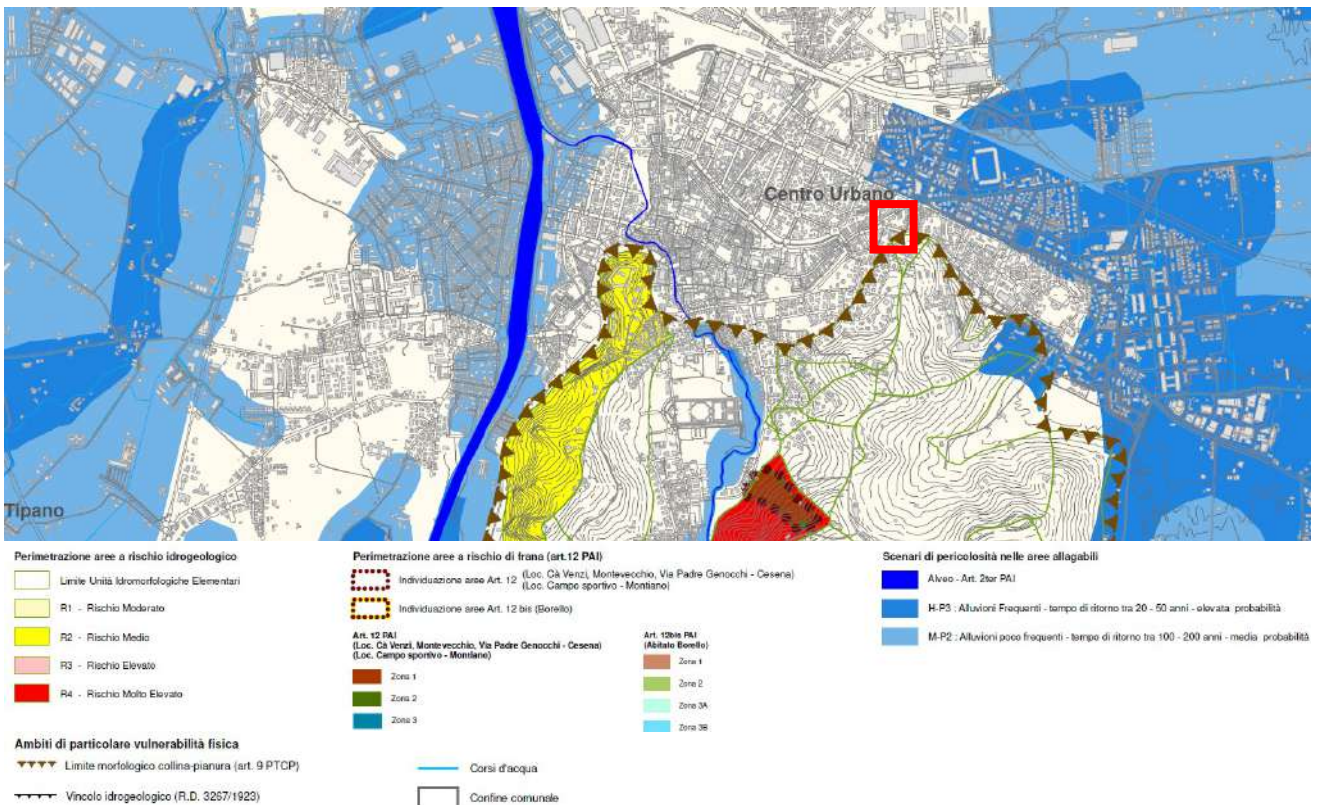 Centro Urbano
Tipano
Perimetrazione aree a rischio idrogeologico
Limite Unità Idromorfologiche Elementari
R1 - Rischio Moderato
R2 - Rischio Medio
R3 - Rischio Elevato
R4 - Rischio Molto Elevato
Perimetrazione aree a rischio di frana (art.12 PAI)
Individuazione aree Art. 12 (Loc. Cà Venzi, Montevecchio, Via Padre Genocchi - Cesena)
(Loc. Campo sportivo - Montiano)
Individuazione aree Art. 12 bis (Borello)
Art. 12 PAI
(Loc. Cà Venzi, Montevecchio, Via Padre Genocchi - Cesena)
(Loc. Campo sportivo - Montiano)
Zona 1
Zona 2
Zona 3
Art. 12bis PAI
(Abitato Borello)
Zona 1
Zona 2
Zona 3A
Zona 3B
Scenari di pericolosità nelle aree allagabili
Alveo - Art. 2ter PAI
H-P3 : Alluvioni Frequenti - tempo di ritorno tra 20 - 50 anni - elevata probabilità
M-P2 : Alluvioni poco frequenti - tempo di ritorno tra 100 - 200 anni - media probabilità
Ambiti di particolare vulnerabilità fisica
Limite morfologico collina-pianura (art. 9 PTCP)
Vincolo idrogeologico (R.D. 3267/1923)
Corsi d'acqua
Confine comunale